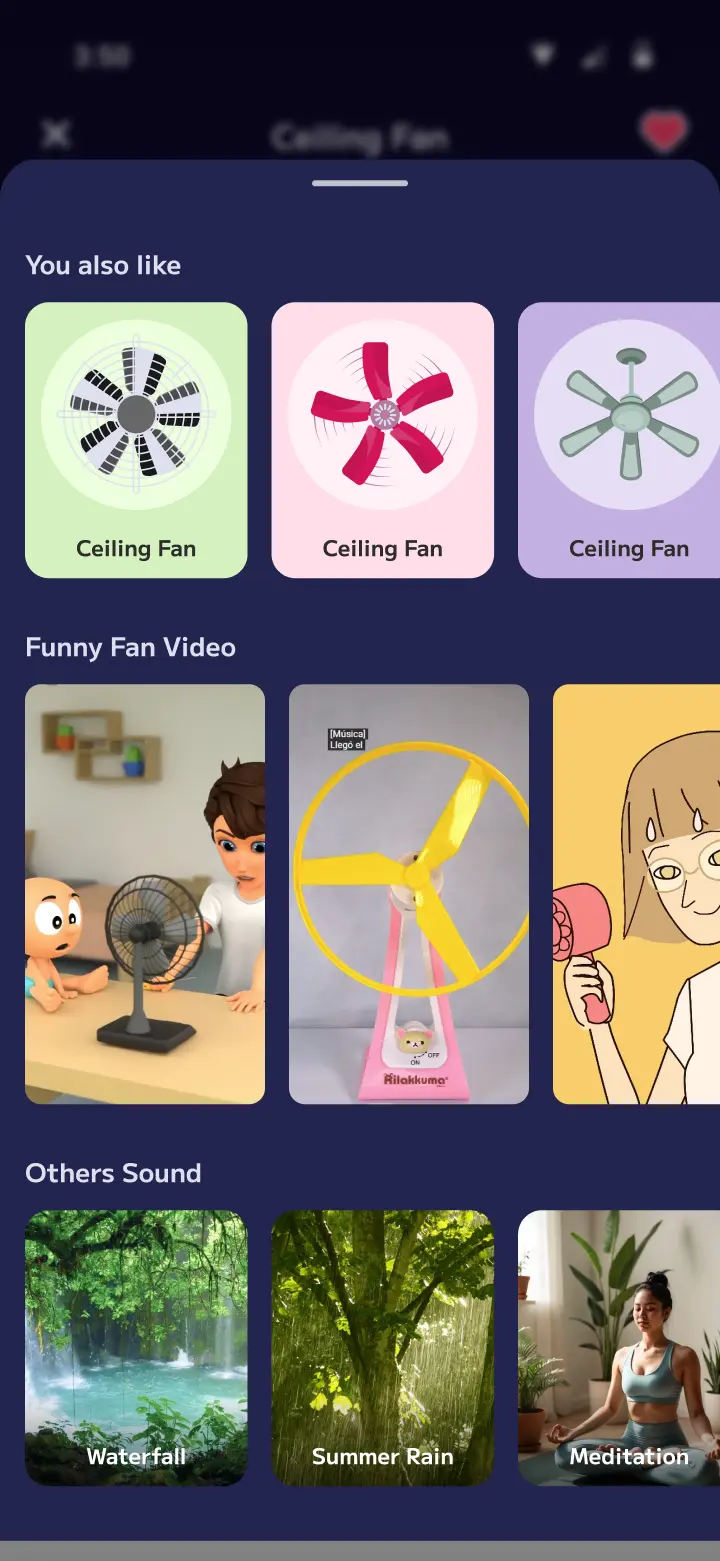 3:50
Ceiling Fan
You also like
Ceiling Fan
Ceiling Fan
Ceiling Fan
Funny Fan Video
[Música]
Llegó el
ON
OFF
Rilakkuma
Others Sound
Waterfall
Summer Rain
Meditation